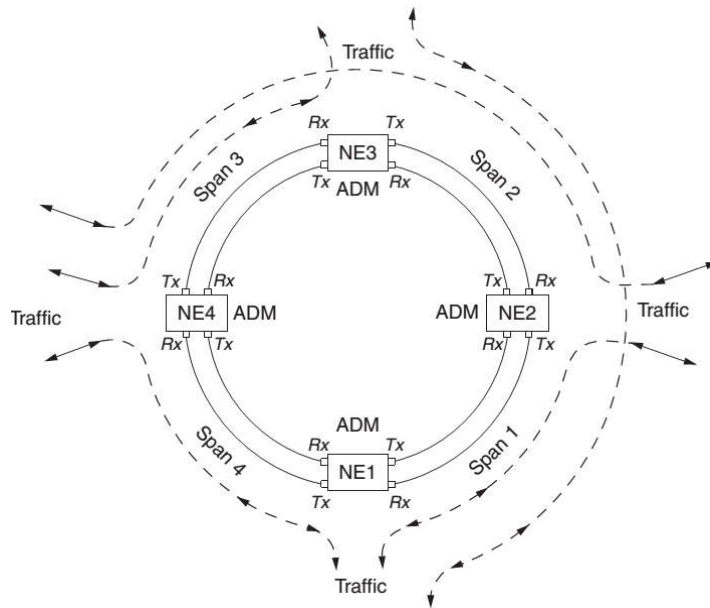 Traffic
Rx
Tx
NE3
Tx
Rx
ADM
Span 3
Span 2
Tx
Rx
Tx
Rx
Traffic
NE4
ADM
ADM
NE2
Traffic
Rx
Tx
Rx
Tx
ADM
Span 4
Span 1
Rx
Tx
NE1
Tx
Rx
Traffic